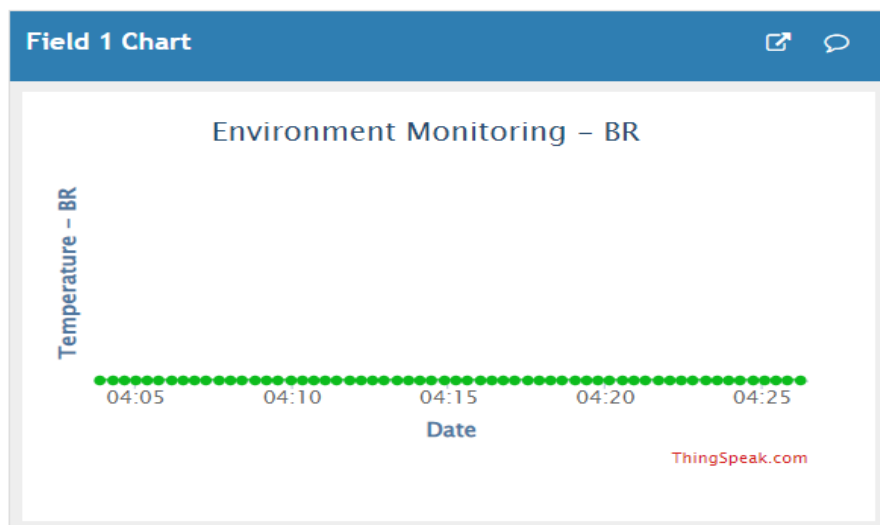 Field 1 Chart
Environment Monitoring – BR
Temperature – BR
04:05 04:10 04:15 04:20 04:25
Date
ThingSpeak.com